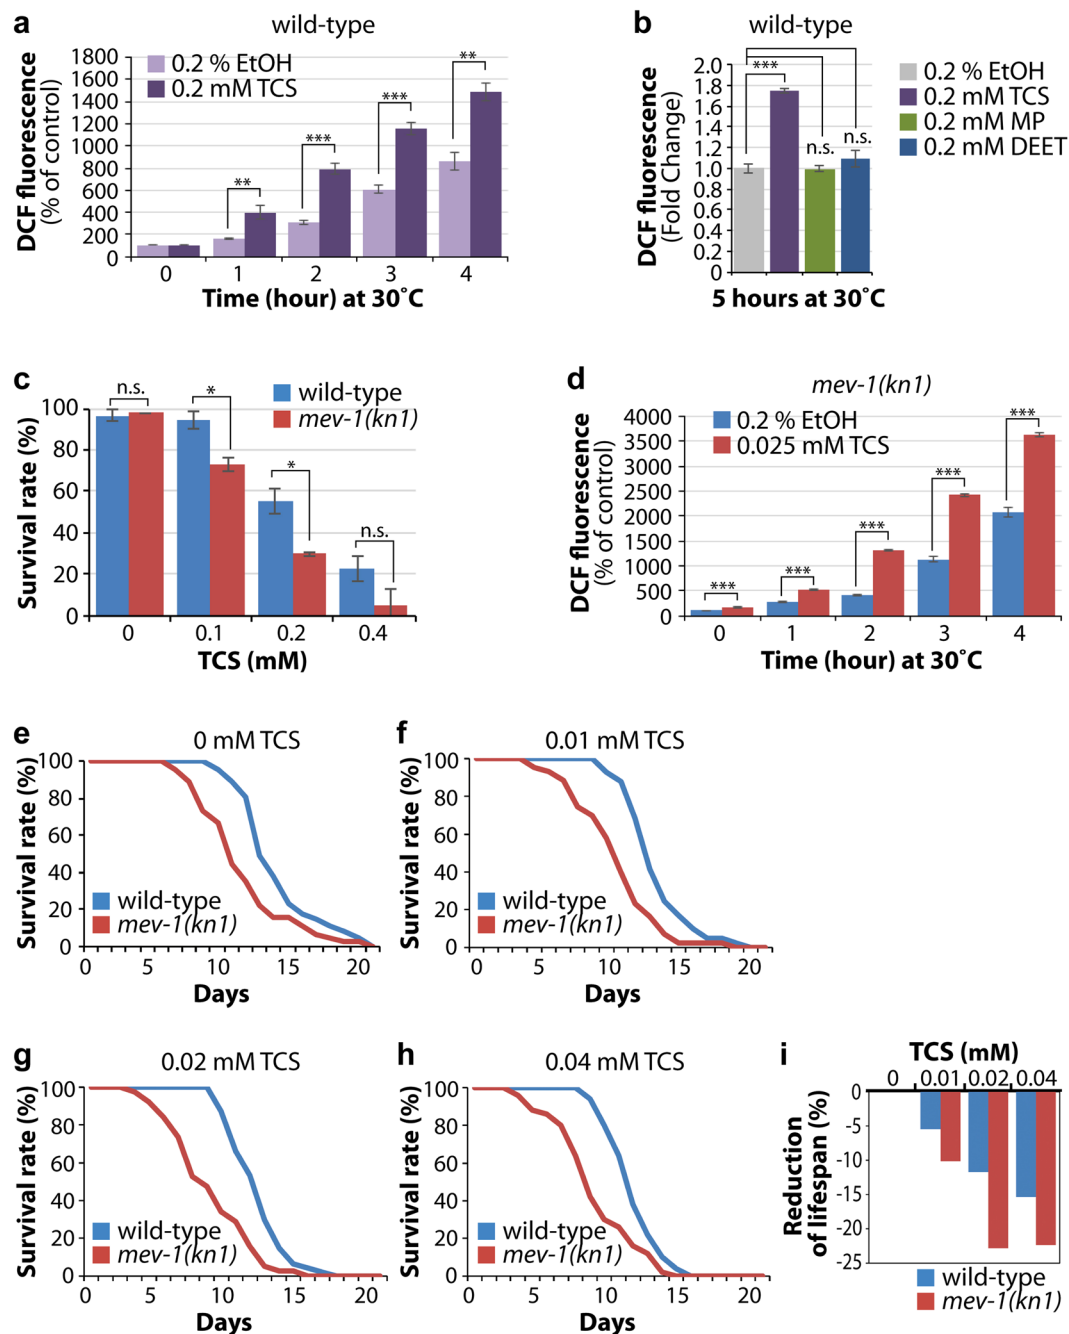 a
wild-type
DCF fluorescence
(% of control)
1800
1600
1400
1200
1000
800
600
400
200
0
0.2 % EtOH
0.2 mM TCS
**
***
***
**
0 1 2 3 4
Time (hour) at 30˚C
b
wild-type
DCF fluorescence
(Fold Change)
2.0
1.8
1.6
1.4
1.2
1.0
0.8
0.6
0.4
0.2
0
***
n.s.
n.s.
0.2 % EtOH
0.2 mM TCS
0.2 mM MP
0.2 mM DEET
5 hours at 30˚C
c
Survival rate (%)
100
80
60
40
20
0
wild-type
mev-1(kn1)
n.s.
*
*
n.s.
0 0.1 0.2 0.4
TCS (mM)
d
mev-1(kn1)
DCF fluorescence
(% of control)
4000
3500
3000
2500
2000
1500
1000
500
0
0.2 % EtOH
0.025 mM TCS
***
***
***
***
***
0 1 2 3 4
Time (hour) at 30˚C
e
0 mM TCS
Survival rate (%)
100
80
60
40
20
0
wild-type
mev-1(kn1)
0 5 10 15 20
Days
f
0.01 mM TCS
Survival rate (%)
100
80
60
40
20
0
wild-type
mev-1(kn1)
0 5 10 15 20
Days
g
0.02 mM TCS
Survival rate (%)
100
80
60
40
20
0
wild-type
mev-1(kn1)
0 5 10 15 20
Days
h
0.04 mM TCS
Survival rate (%)
100
80
60
40
20
0
wild-type
mev-1(kn1)
0 5 10 15 20
Days
i
TCS (mM)
0 0.01 0.02 0.04
Reduction
of lifespan (%)
0
-5
-10
-15
-20
-25
wild-type
mev-1(kn1)